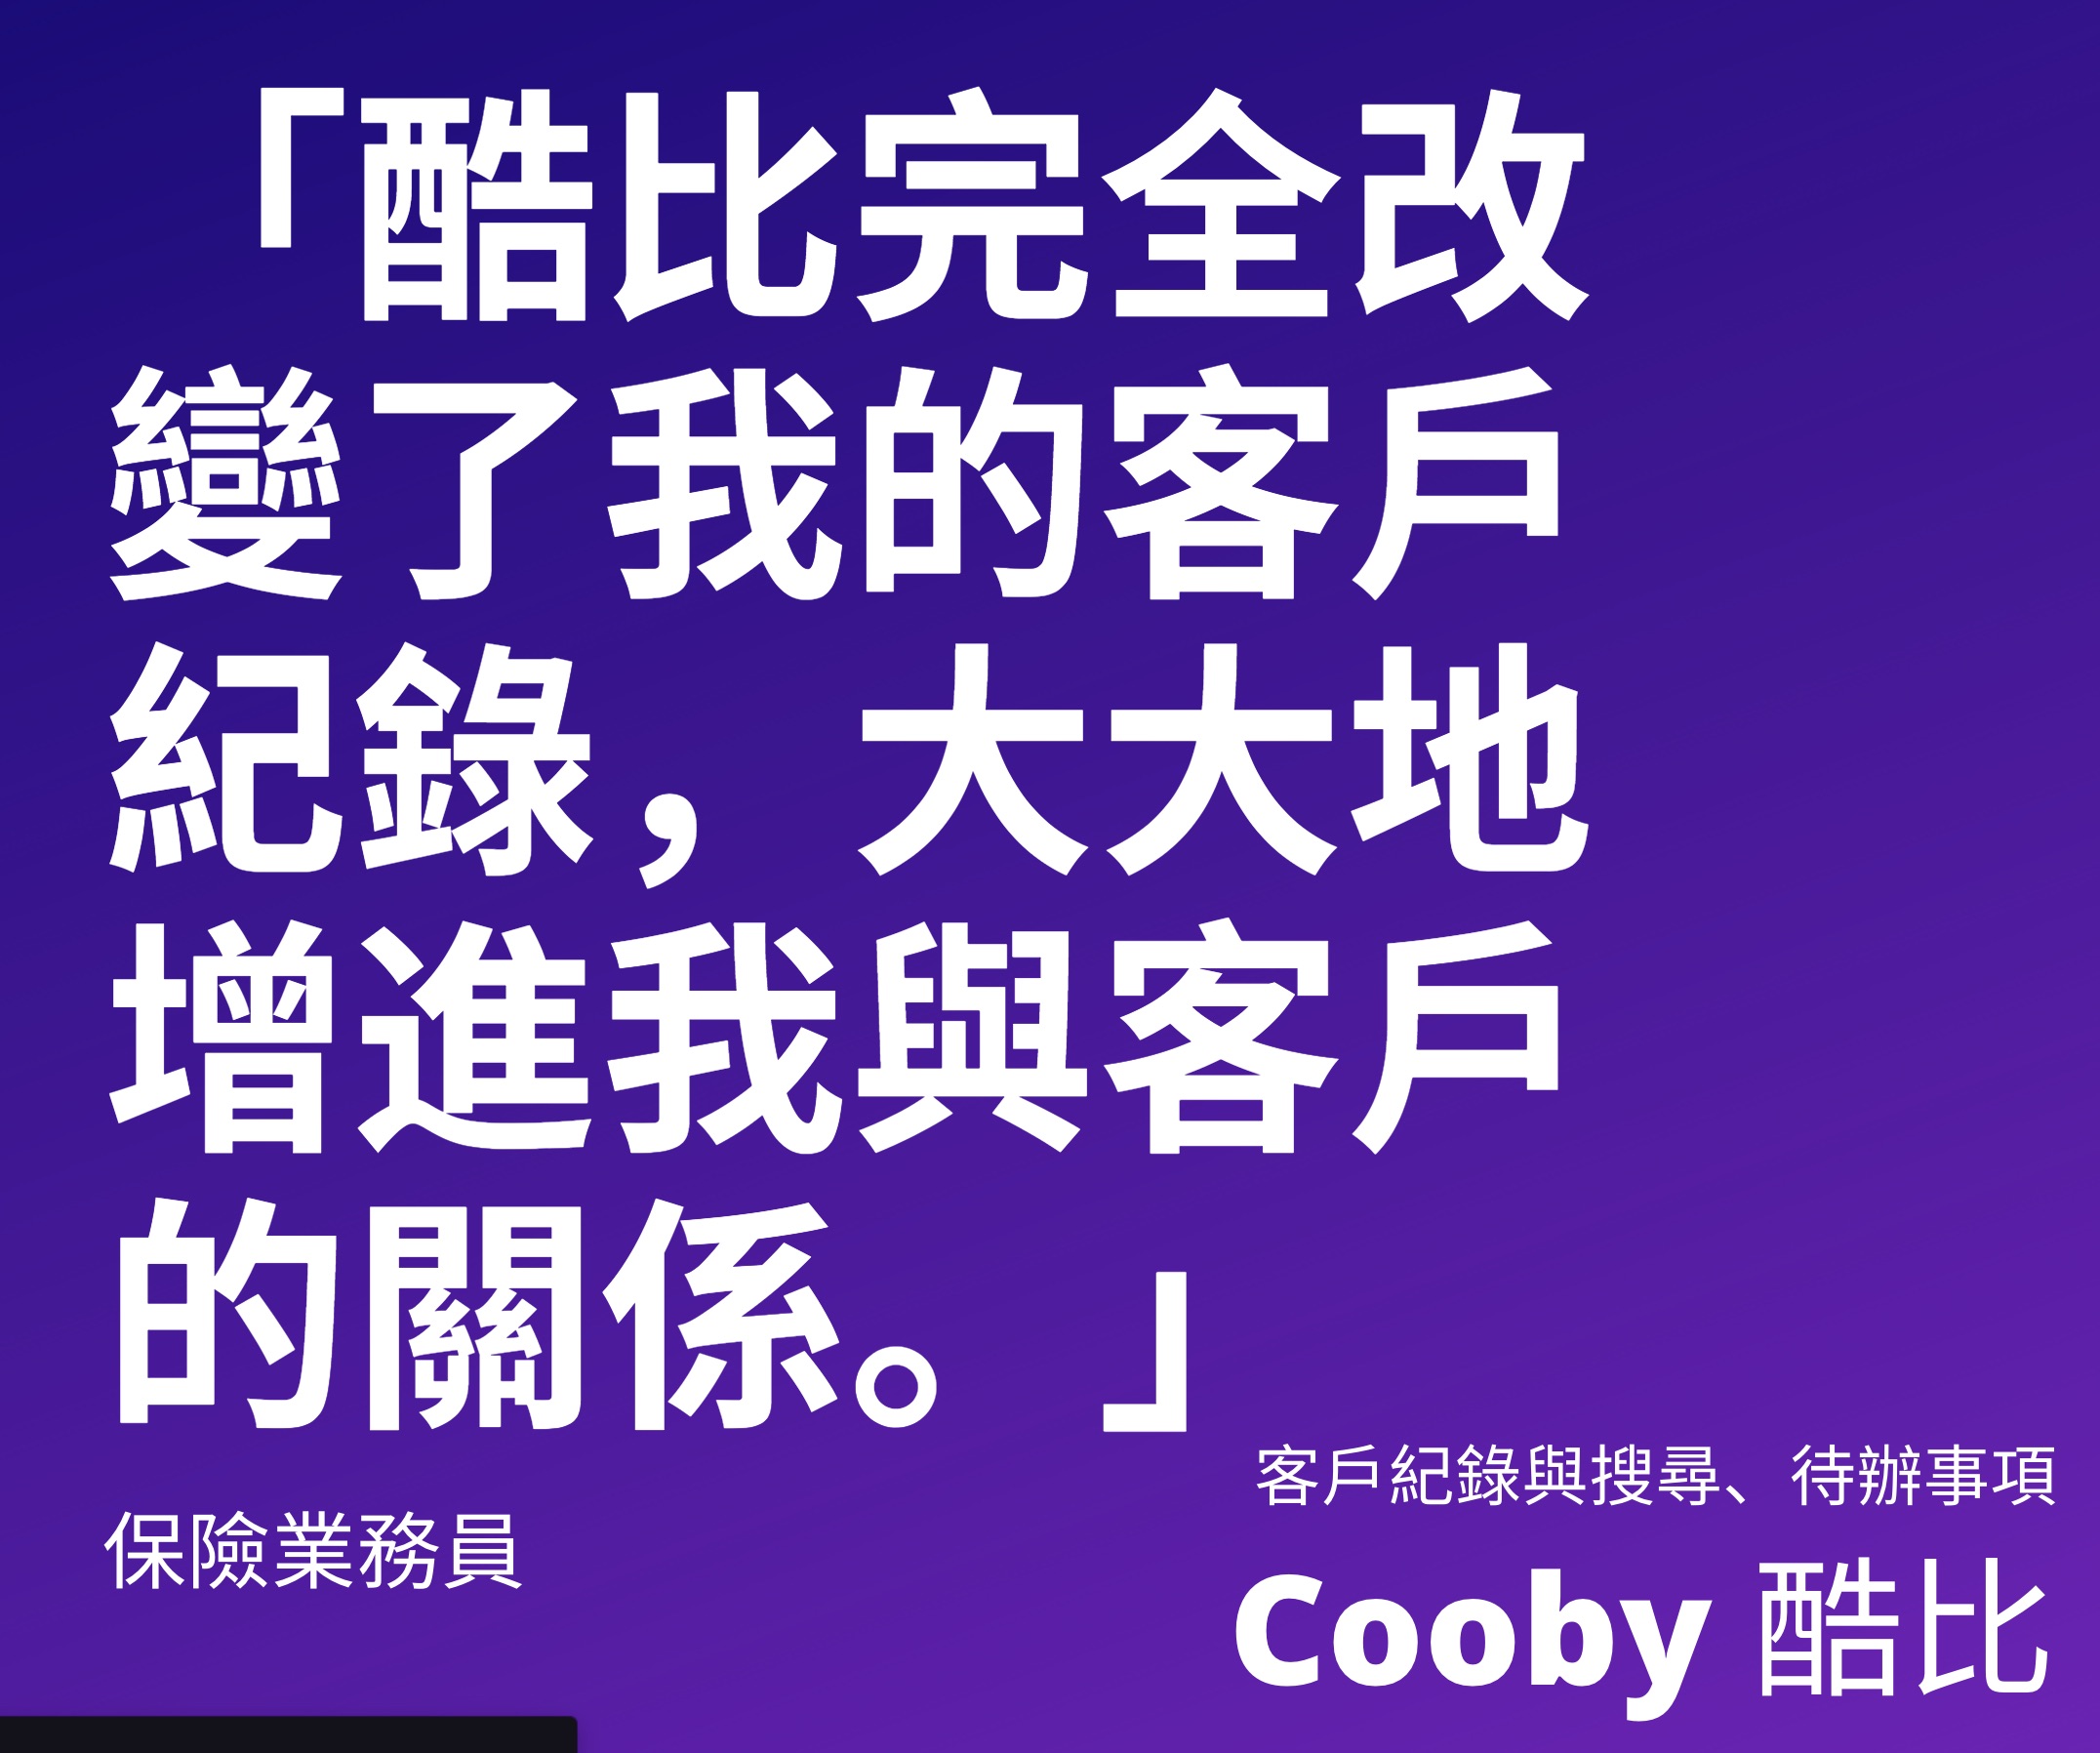 「酷比完全改
變了我的客戶
紀錄，大大地
增進我與客戶
的關係。」
保險業務員
客戶紀錄與搜尋、待辦事項
Cooby 酷比